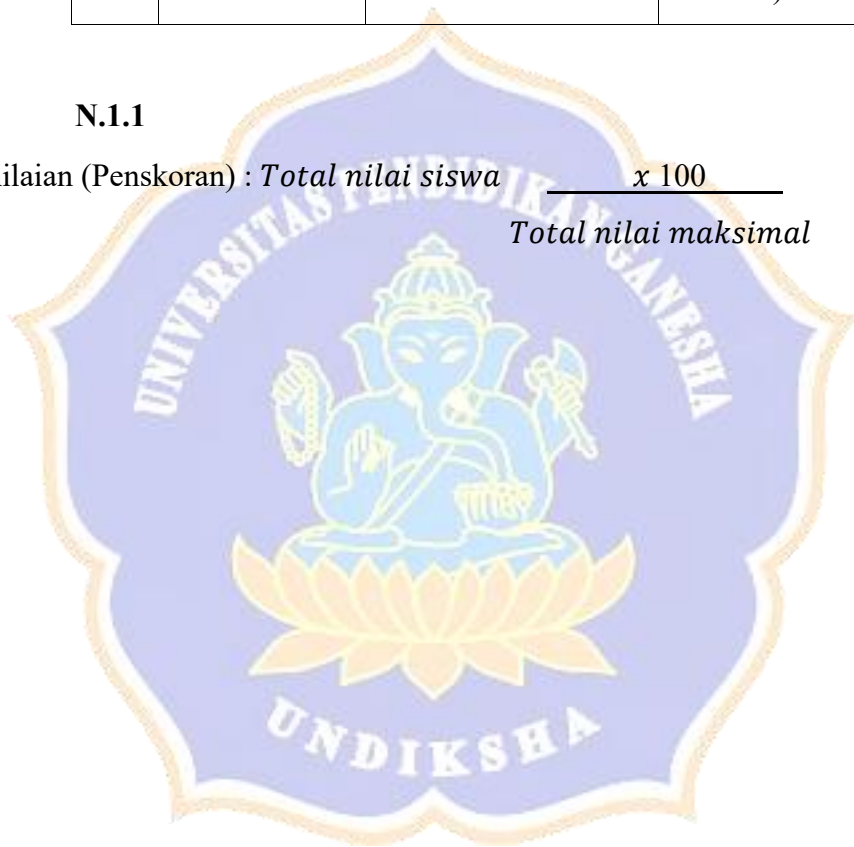 )
N.1.1
ilaian (Penskoran) : Total nilai siswa x 100
Total nilai maksimal
UNIVERSITAS PENDIDIKAN GANESHA
UNDIKSHA